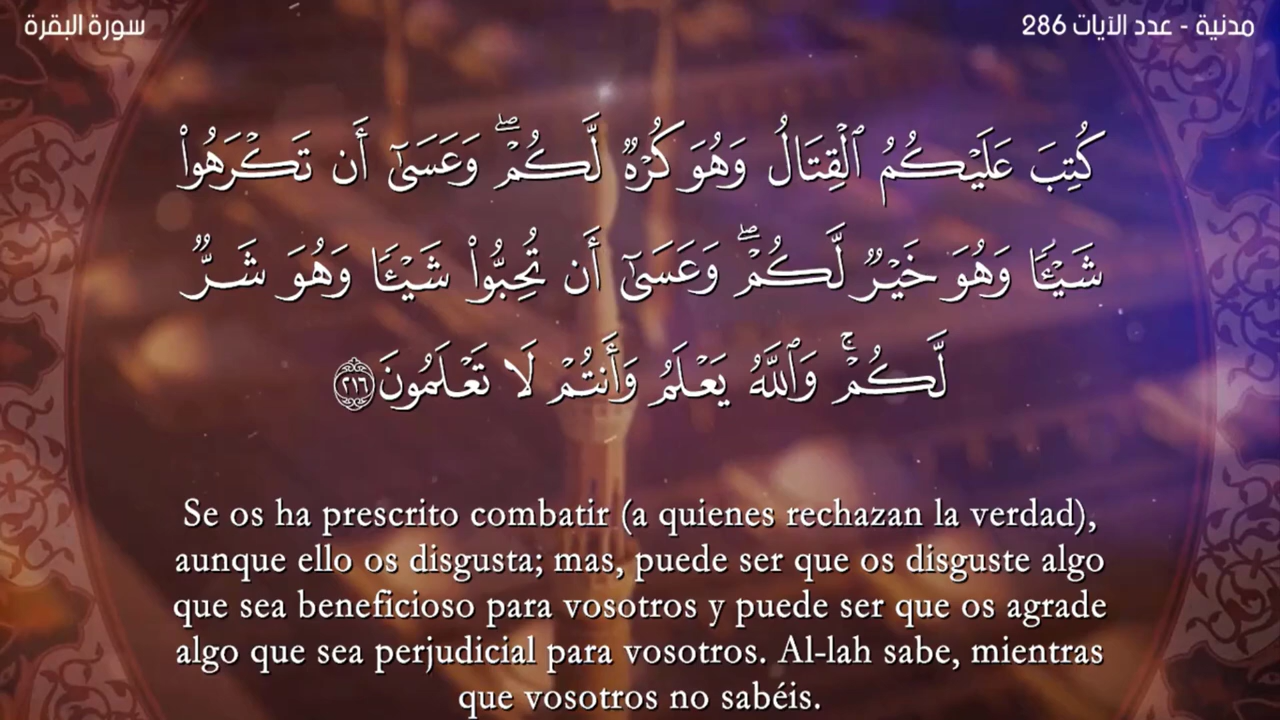 مدنية - عدد الآيات 286
سورة البقرة
كُتِبَ عَلَيْكُمُ ٱلْقِتَالُ وَهُوَ كُرْهٌ لَّكُمْ ۖ وَعَسَىٰٓ أَن تَكْرَهُوا۟
شَيْـًٔا وَهُوَ خَيْرٌ لَّكُمْ ۖ وَعَسَىٰٓ أَن تُحِبُّوا۟ شَيْـًٔا وَهُوَ شَرٌّ
لَّكُمْ ۗ وَٱللَّهُ يَعْلَمُ وَأَنتُمْ لَا تَعْلَمُونَ ٢١٦
Se os ha prescrito combatir (a quienes rechazan la verdad),
aunque ello os disgusta; mas, puede ser que os disguste algo
que sea beneficioso para vosotros y puede ser que os agrade
algo que sea perjudicial para vosotros. Al-lah sabe, mientras
que vosotros no sabéis.